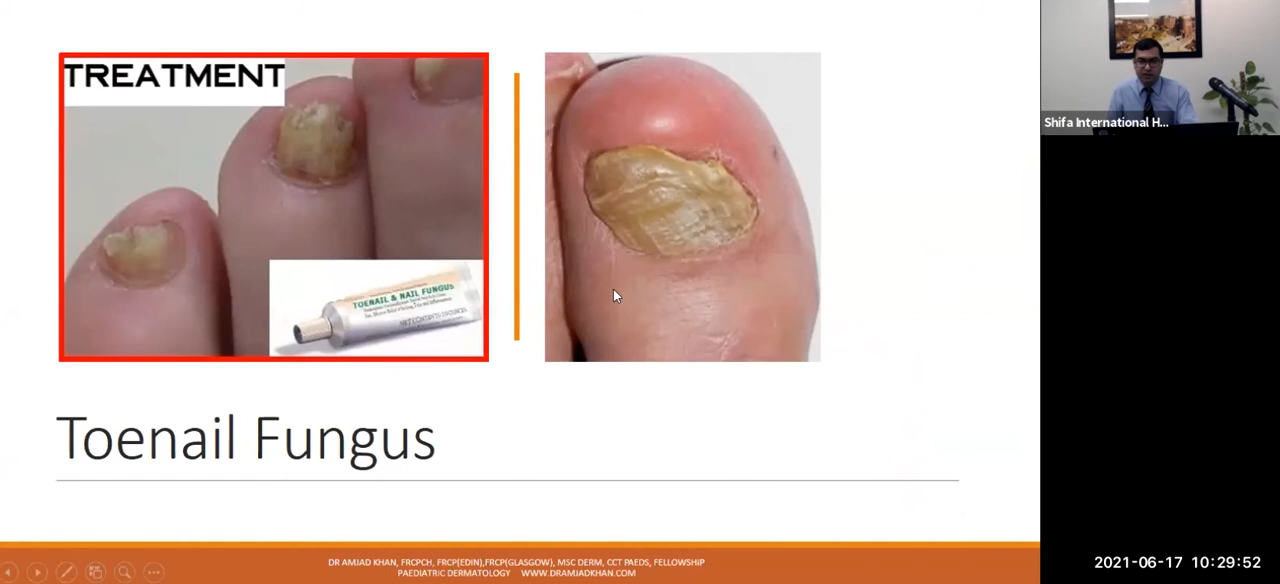 TREATMENT
TOENAIL & NAIL FUNGUS
Toenail Fungus
DR AMJAD KHAN, FRCPCH, FRCP(EDIN),FRCP(GLASGOW), MSC DERM, CCT PAEDS, FELLOWSHIP
PAEDIATRIC DERMATOLOGY WWW.DRAMJADKHAN.COM
Shifa International H...
2021-06-17 10:29:52